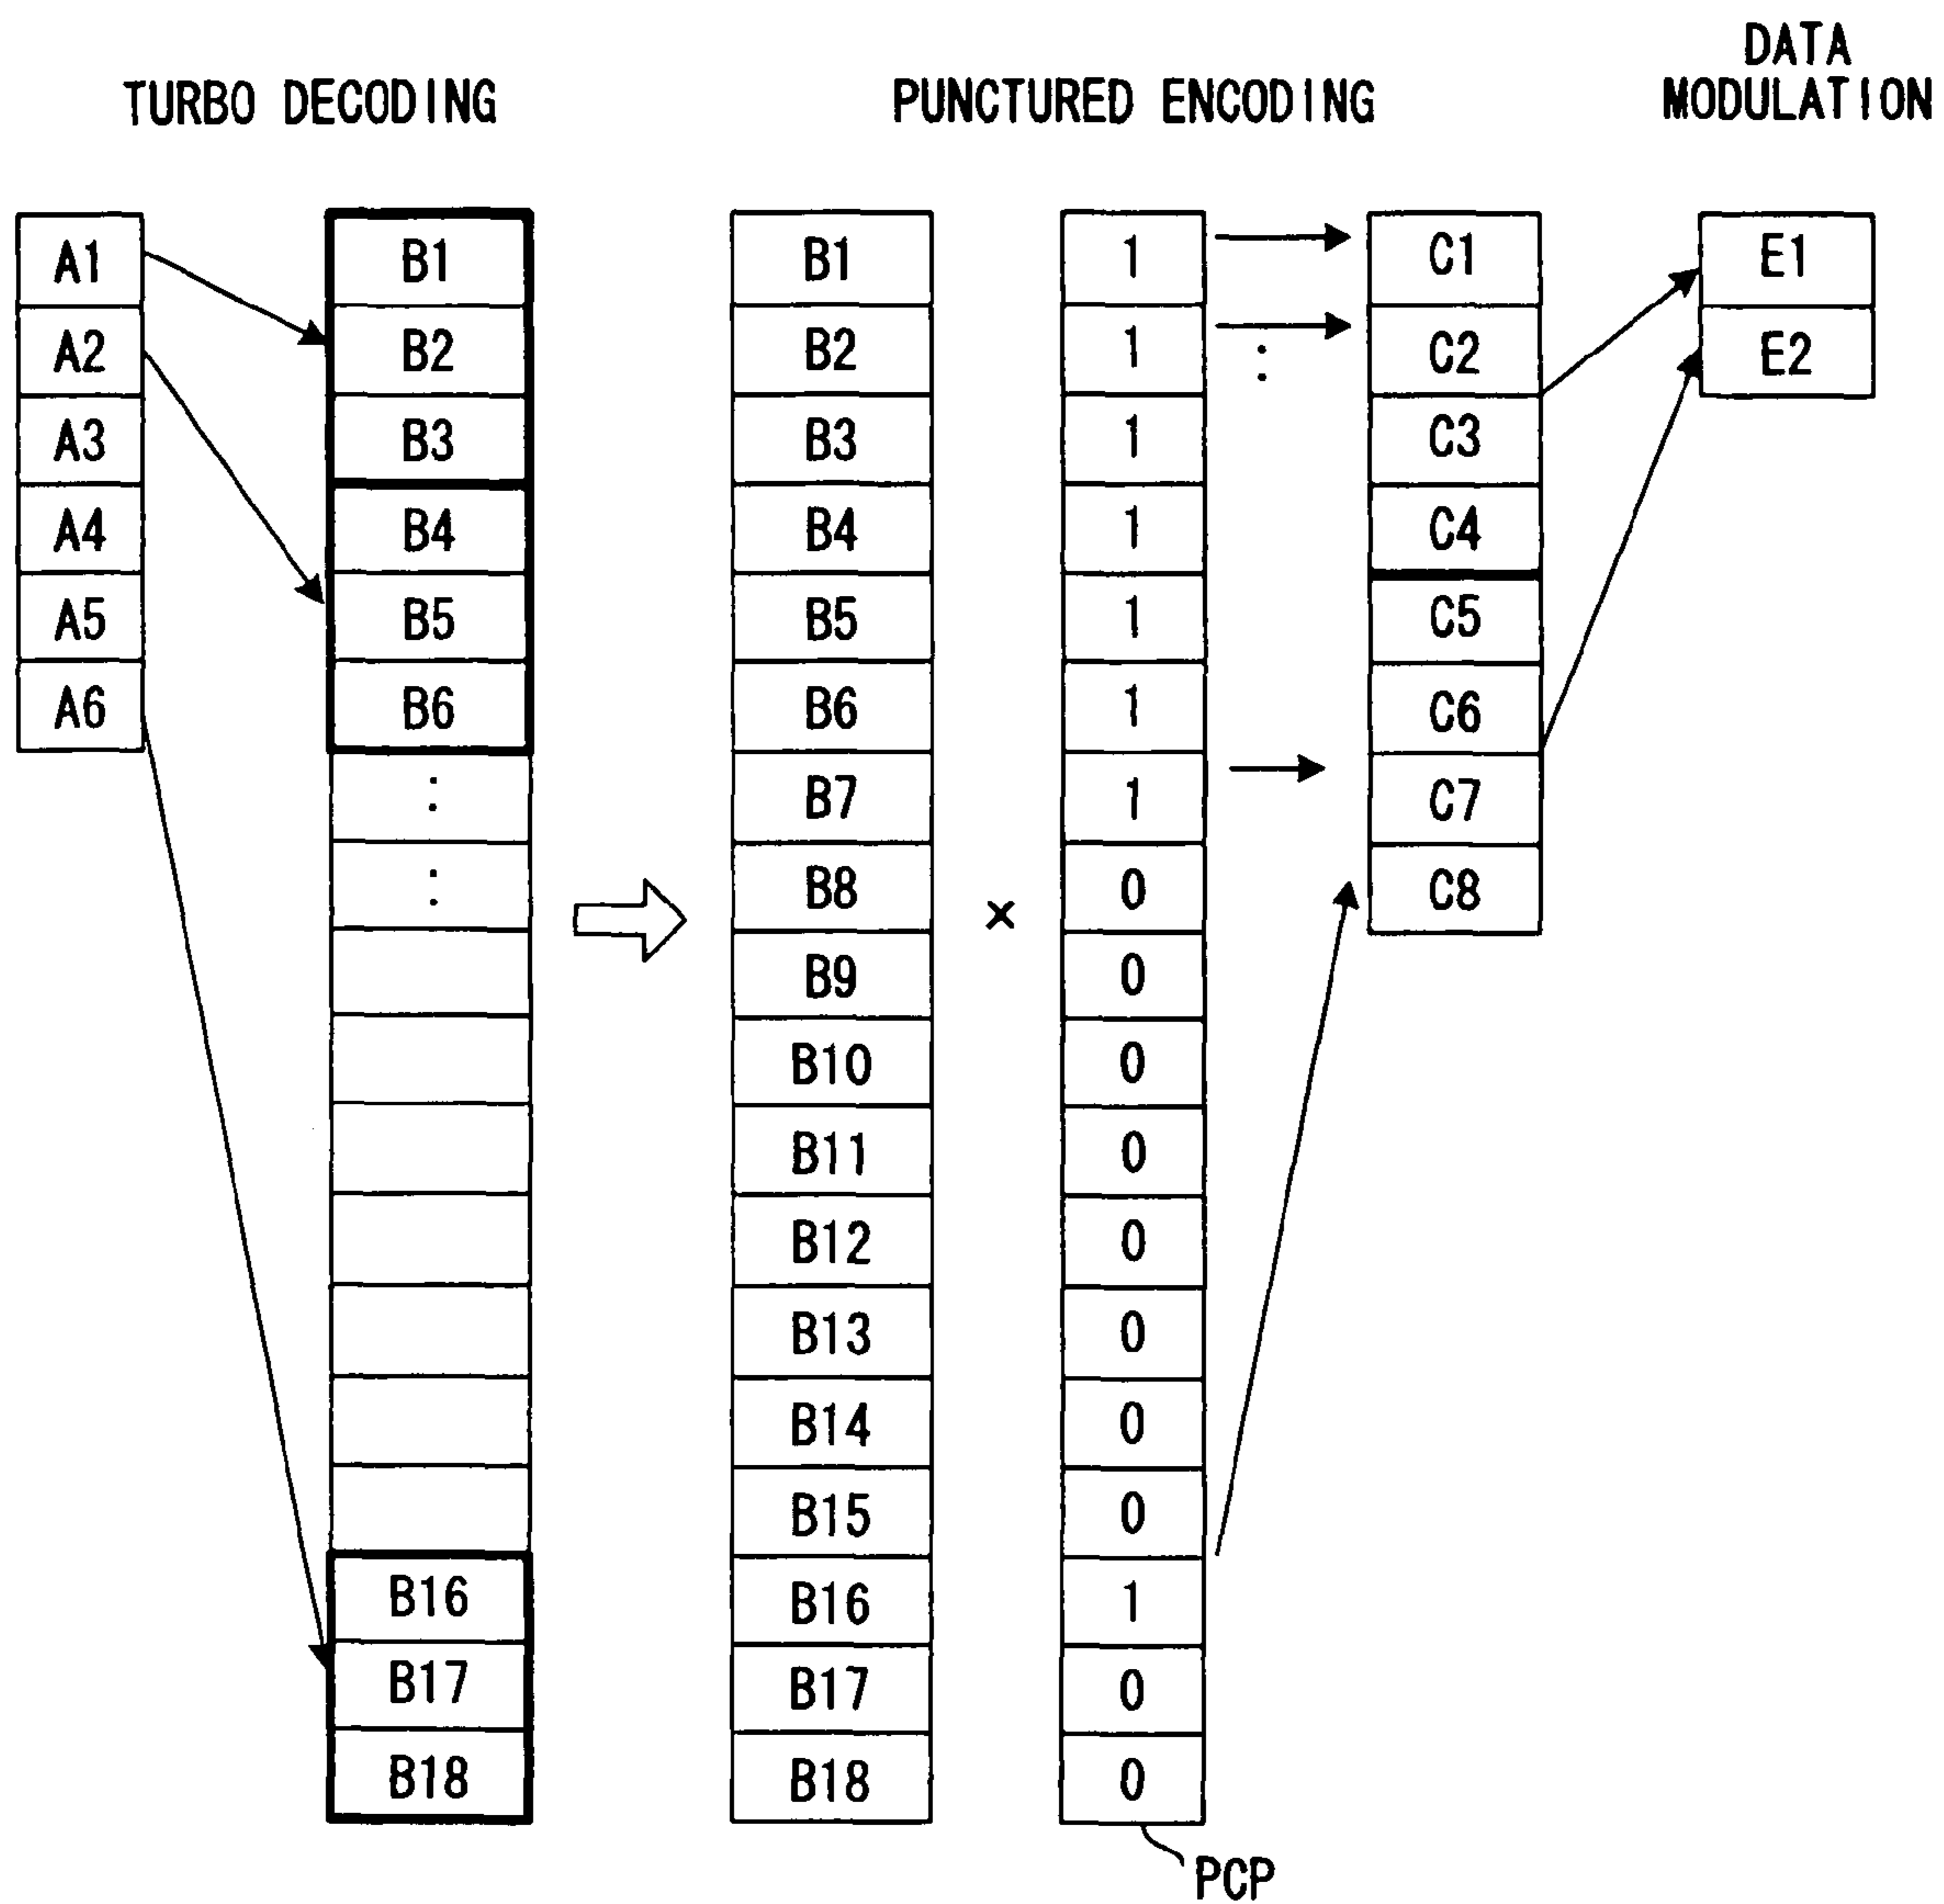 TURBO DECODING
PUNCTURED ENCODING
DATA
MODULATION
A1
A2
A3
A4
A5
A6
B1
B2
B3
B4
B5
B6
:
:
B16
B17
B18
B1
B2
B3
B4
B5
B6
B7
B8
B9
B10
B11
B12
B13
B14
B15
B16
B17
B18
×
1
1
1
1
1
1
1
0
0
0
0
0
0
0
0
1
0
0
PCP
:
C1
C2
C3
C4
C5
C6
C7
C8
E1
E2